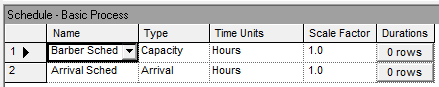 Schedule - Basic Process
Name Type Time Units Scale Factor Durations
1 Barber Sched Capacity Hours 1.0 0 rows
2 Arrival Sched Arrival Hours 1.0 0 rows